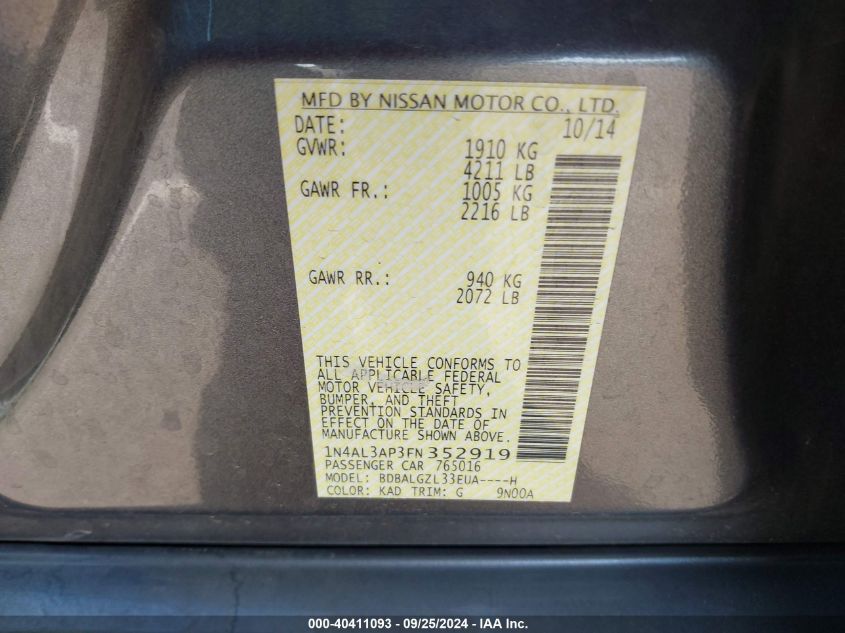 MFD BY NISSAN MOTOR CO., LTD.
DATE: 10/14
GVWR: 1910 KG
4211 LB
GAWR FR.: 1005 KG
2216 LB
GAWR RR.: 940 KG
2072 LB
THIS VEHICLE CONFORMS TO
ALL APPLICABLE FEDERAL
MOTOR VEHICLE SAFETY,
BUMPER, AND THEFT
PREVENTION STANDARDS IN
EFFECT ON THE DATE OF
MANUFACTURE SHOWN ABOVE.
1N4AL3AP3FN352919
PASSENGER CAR 765016
MODEL: BDBALGZL33EUA----H
COLOR: KAD TRIM: G 9N00A
000-40411093 - 09/25/2024 - IAA Inc.